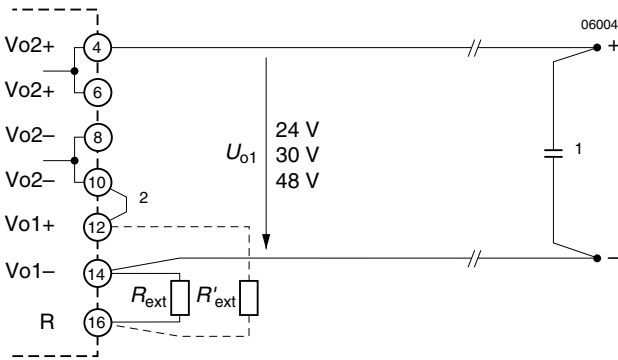 06004
Vo2+ 4 +
Vo2+ 6
Vo2– 8
Uo1 24 V
30 V
48 V
1
Vo2– 10
2
Vo1+ 12
Vo1– 14 –
Rext R'ext
R 16